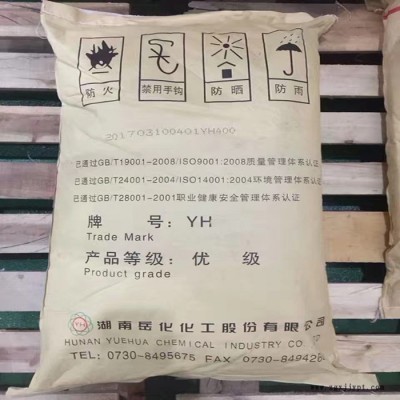 防火 禁用手钩 防晒 防雨
201703100401YH400
已通过GB/T19001-2008/ISO9001:2008质量管理体系认证
已通过GB/T24001-2004/ISO14001:2004环境管理体系认证
已通过GB/T28001-2001职业健康安全管理体系认证
牌 号: YH
Trade Mark
产品等级: 优 级
Product grade
湖南岳化化工股份有限公司
HUNAN YUEHUA CHEMICAL INDUSTRY CO.
TEL: 0730-8495675 FAX: 0730-84942